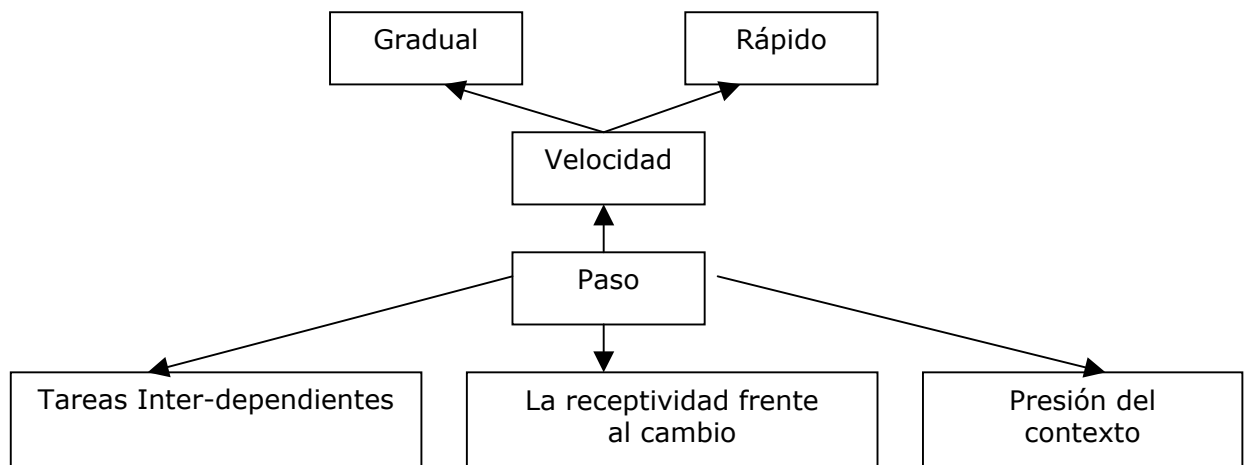 Gradual
Rápido
Velocidad
Paso
Tareas Inter-dependientes
La receptividad frente
al cambio
Presión del
contexto